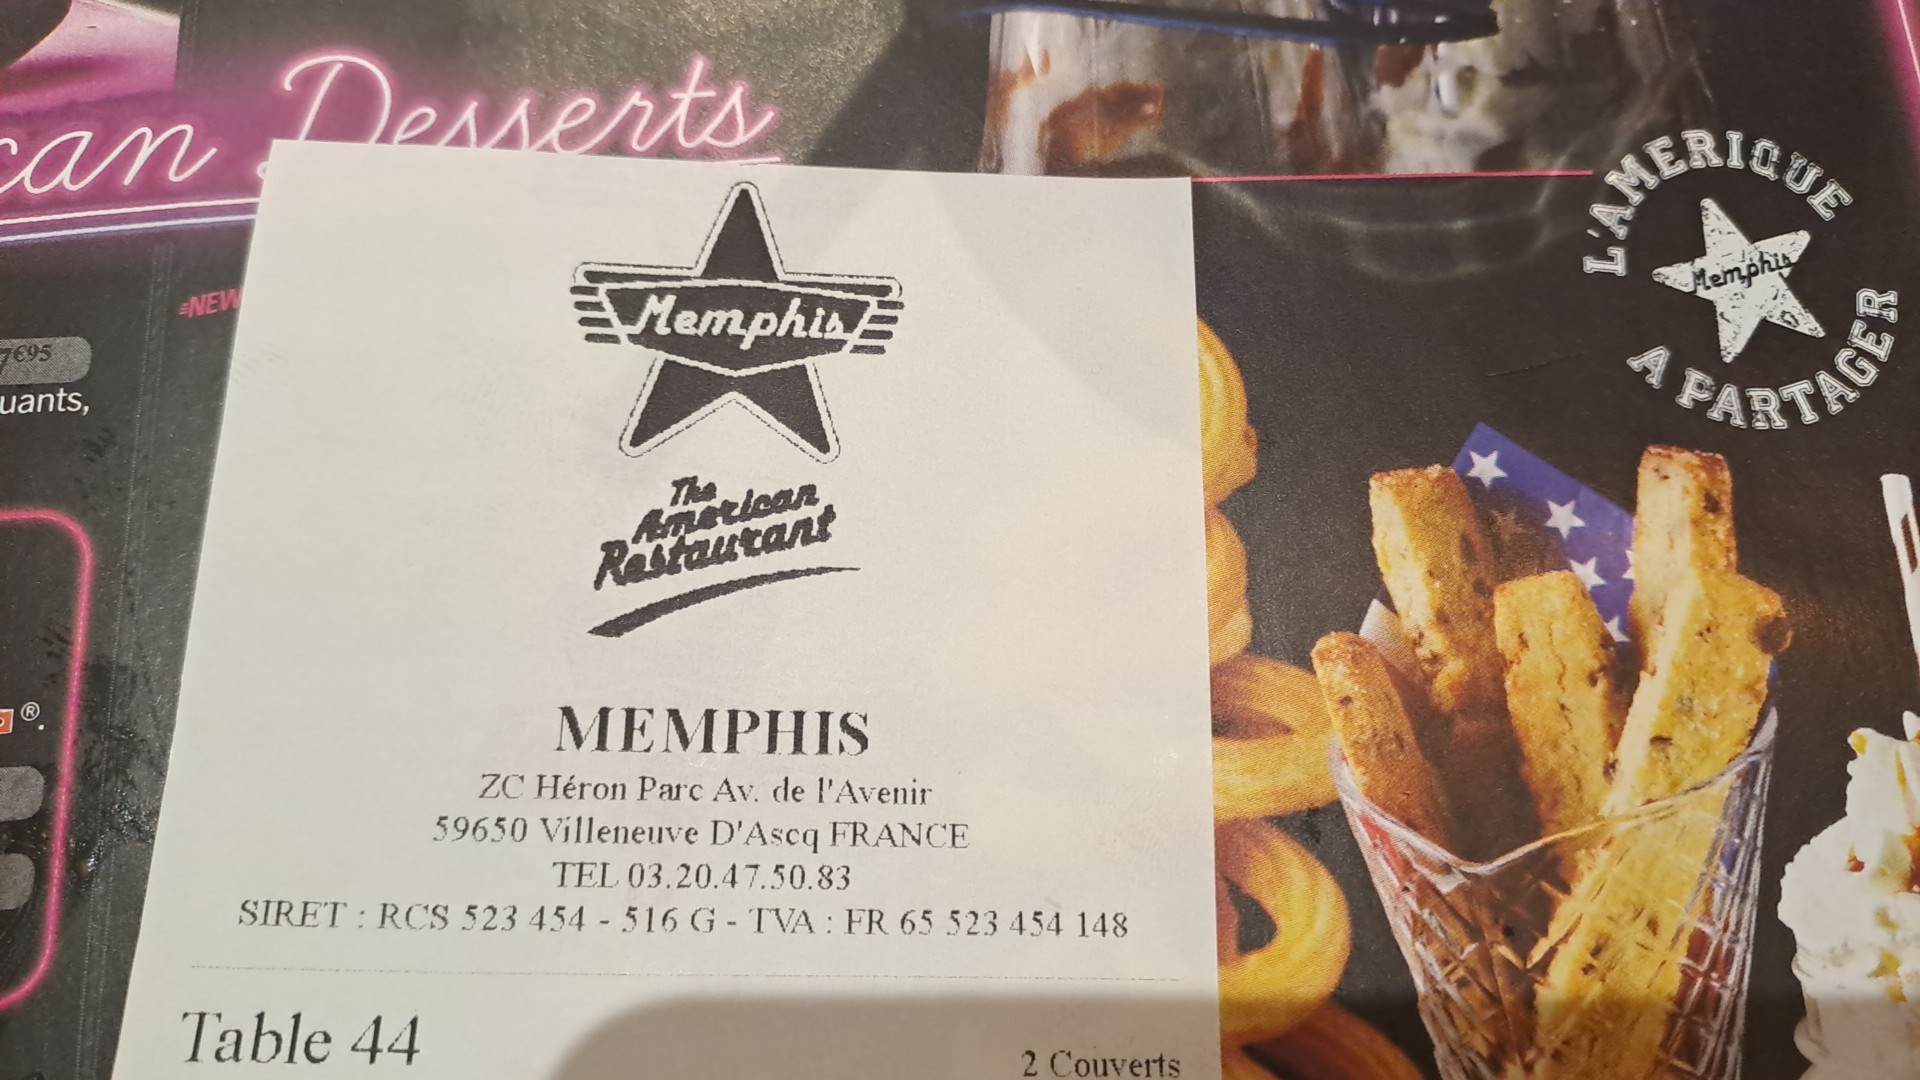 can Desserts
NEW
7€95
uants,
®.
Memphis
The
American
Restaurant
MEMPHIS
ZC Héron Parc Av. de l'Avenir
59650 Villeneuve D'Ascq FRANCE
TEL 03.20.47.50.83
SIRET : RCS 523 454 - 516 G - TVA : FR 65 523 454 148
Table 44
2 Couverts
L'AMERIQUE
Memphis
A PARTAGER